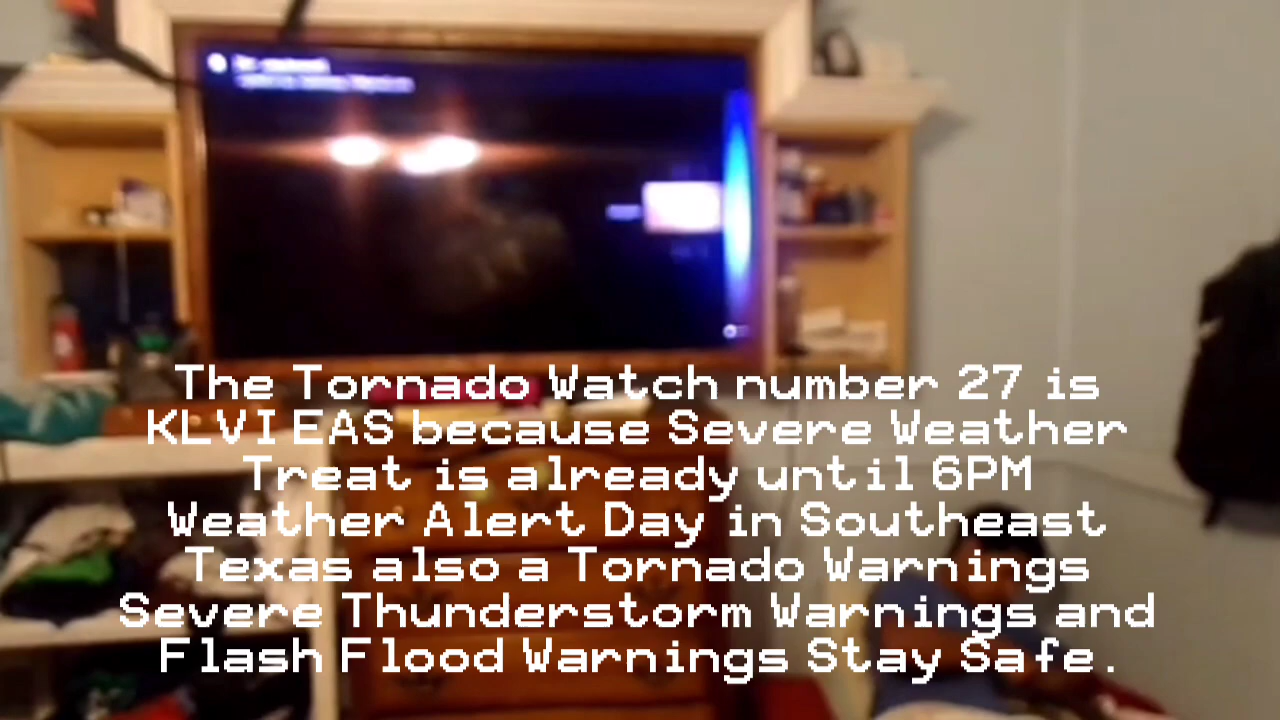 The Tornado Watch number 27 is
KLVI EAS because Severe Weather
Treat is already until 6PM
Weather Alert Day in Southeast
Texas also a Tornado Warnings
Severe Thunderstorm Warnings and
Flash Flood Warnings Stay Safe.